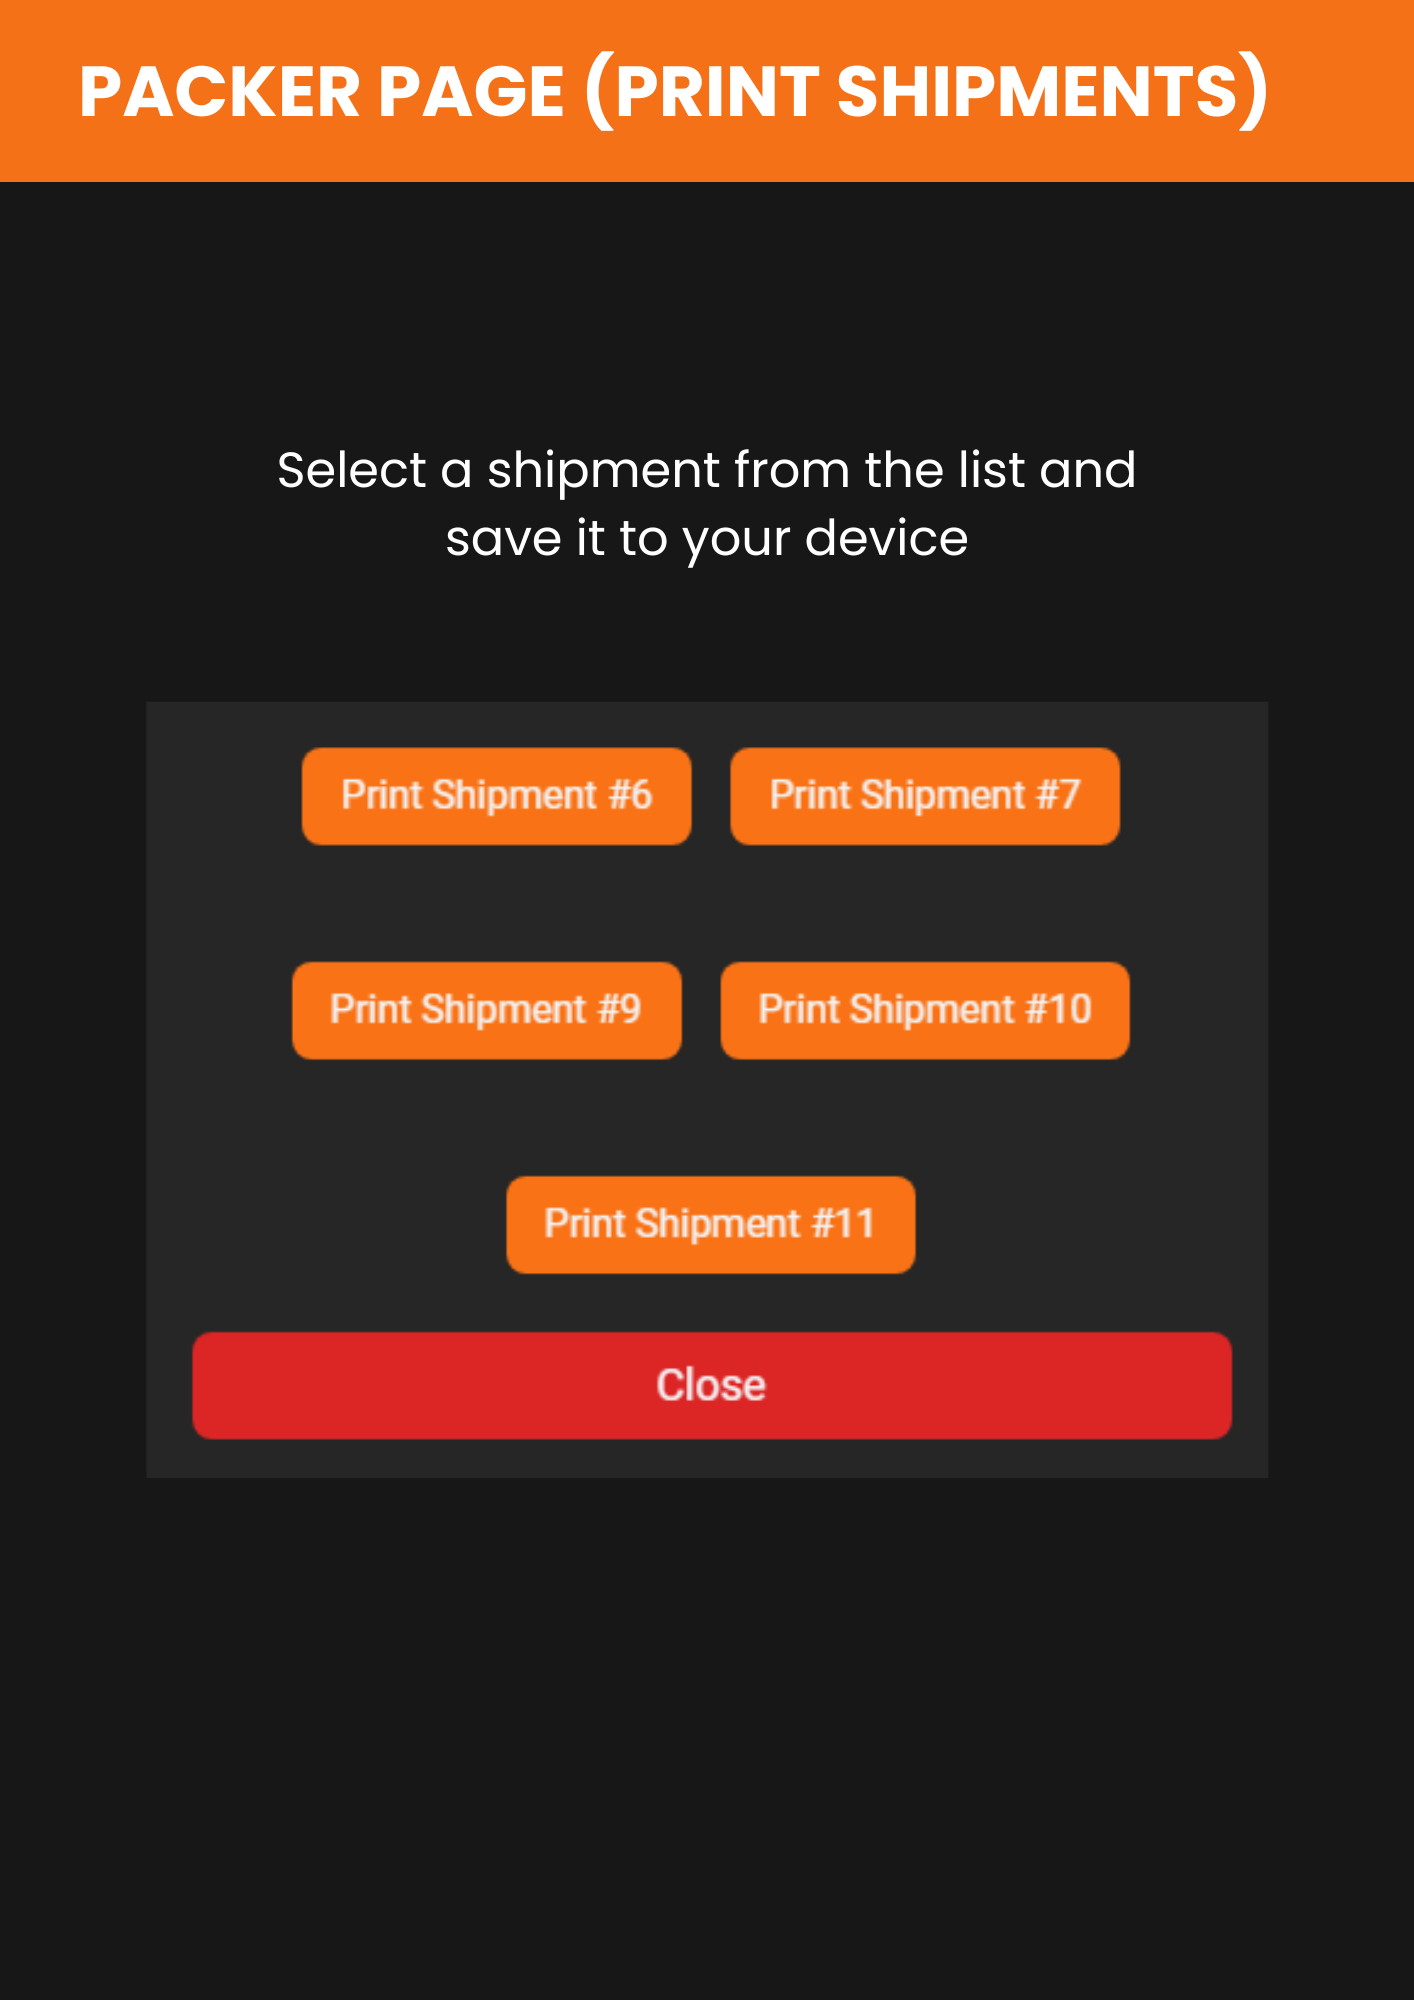 PACKER PAGE (PRINT SHIPMENTS)
Select a shipment from the list and
save it to your device
Print Shipment #6
Print Shipment #7
Print Shipment #9
Print Shipment #10
Print Shipment #11
Close